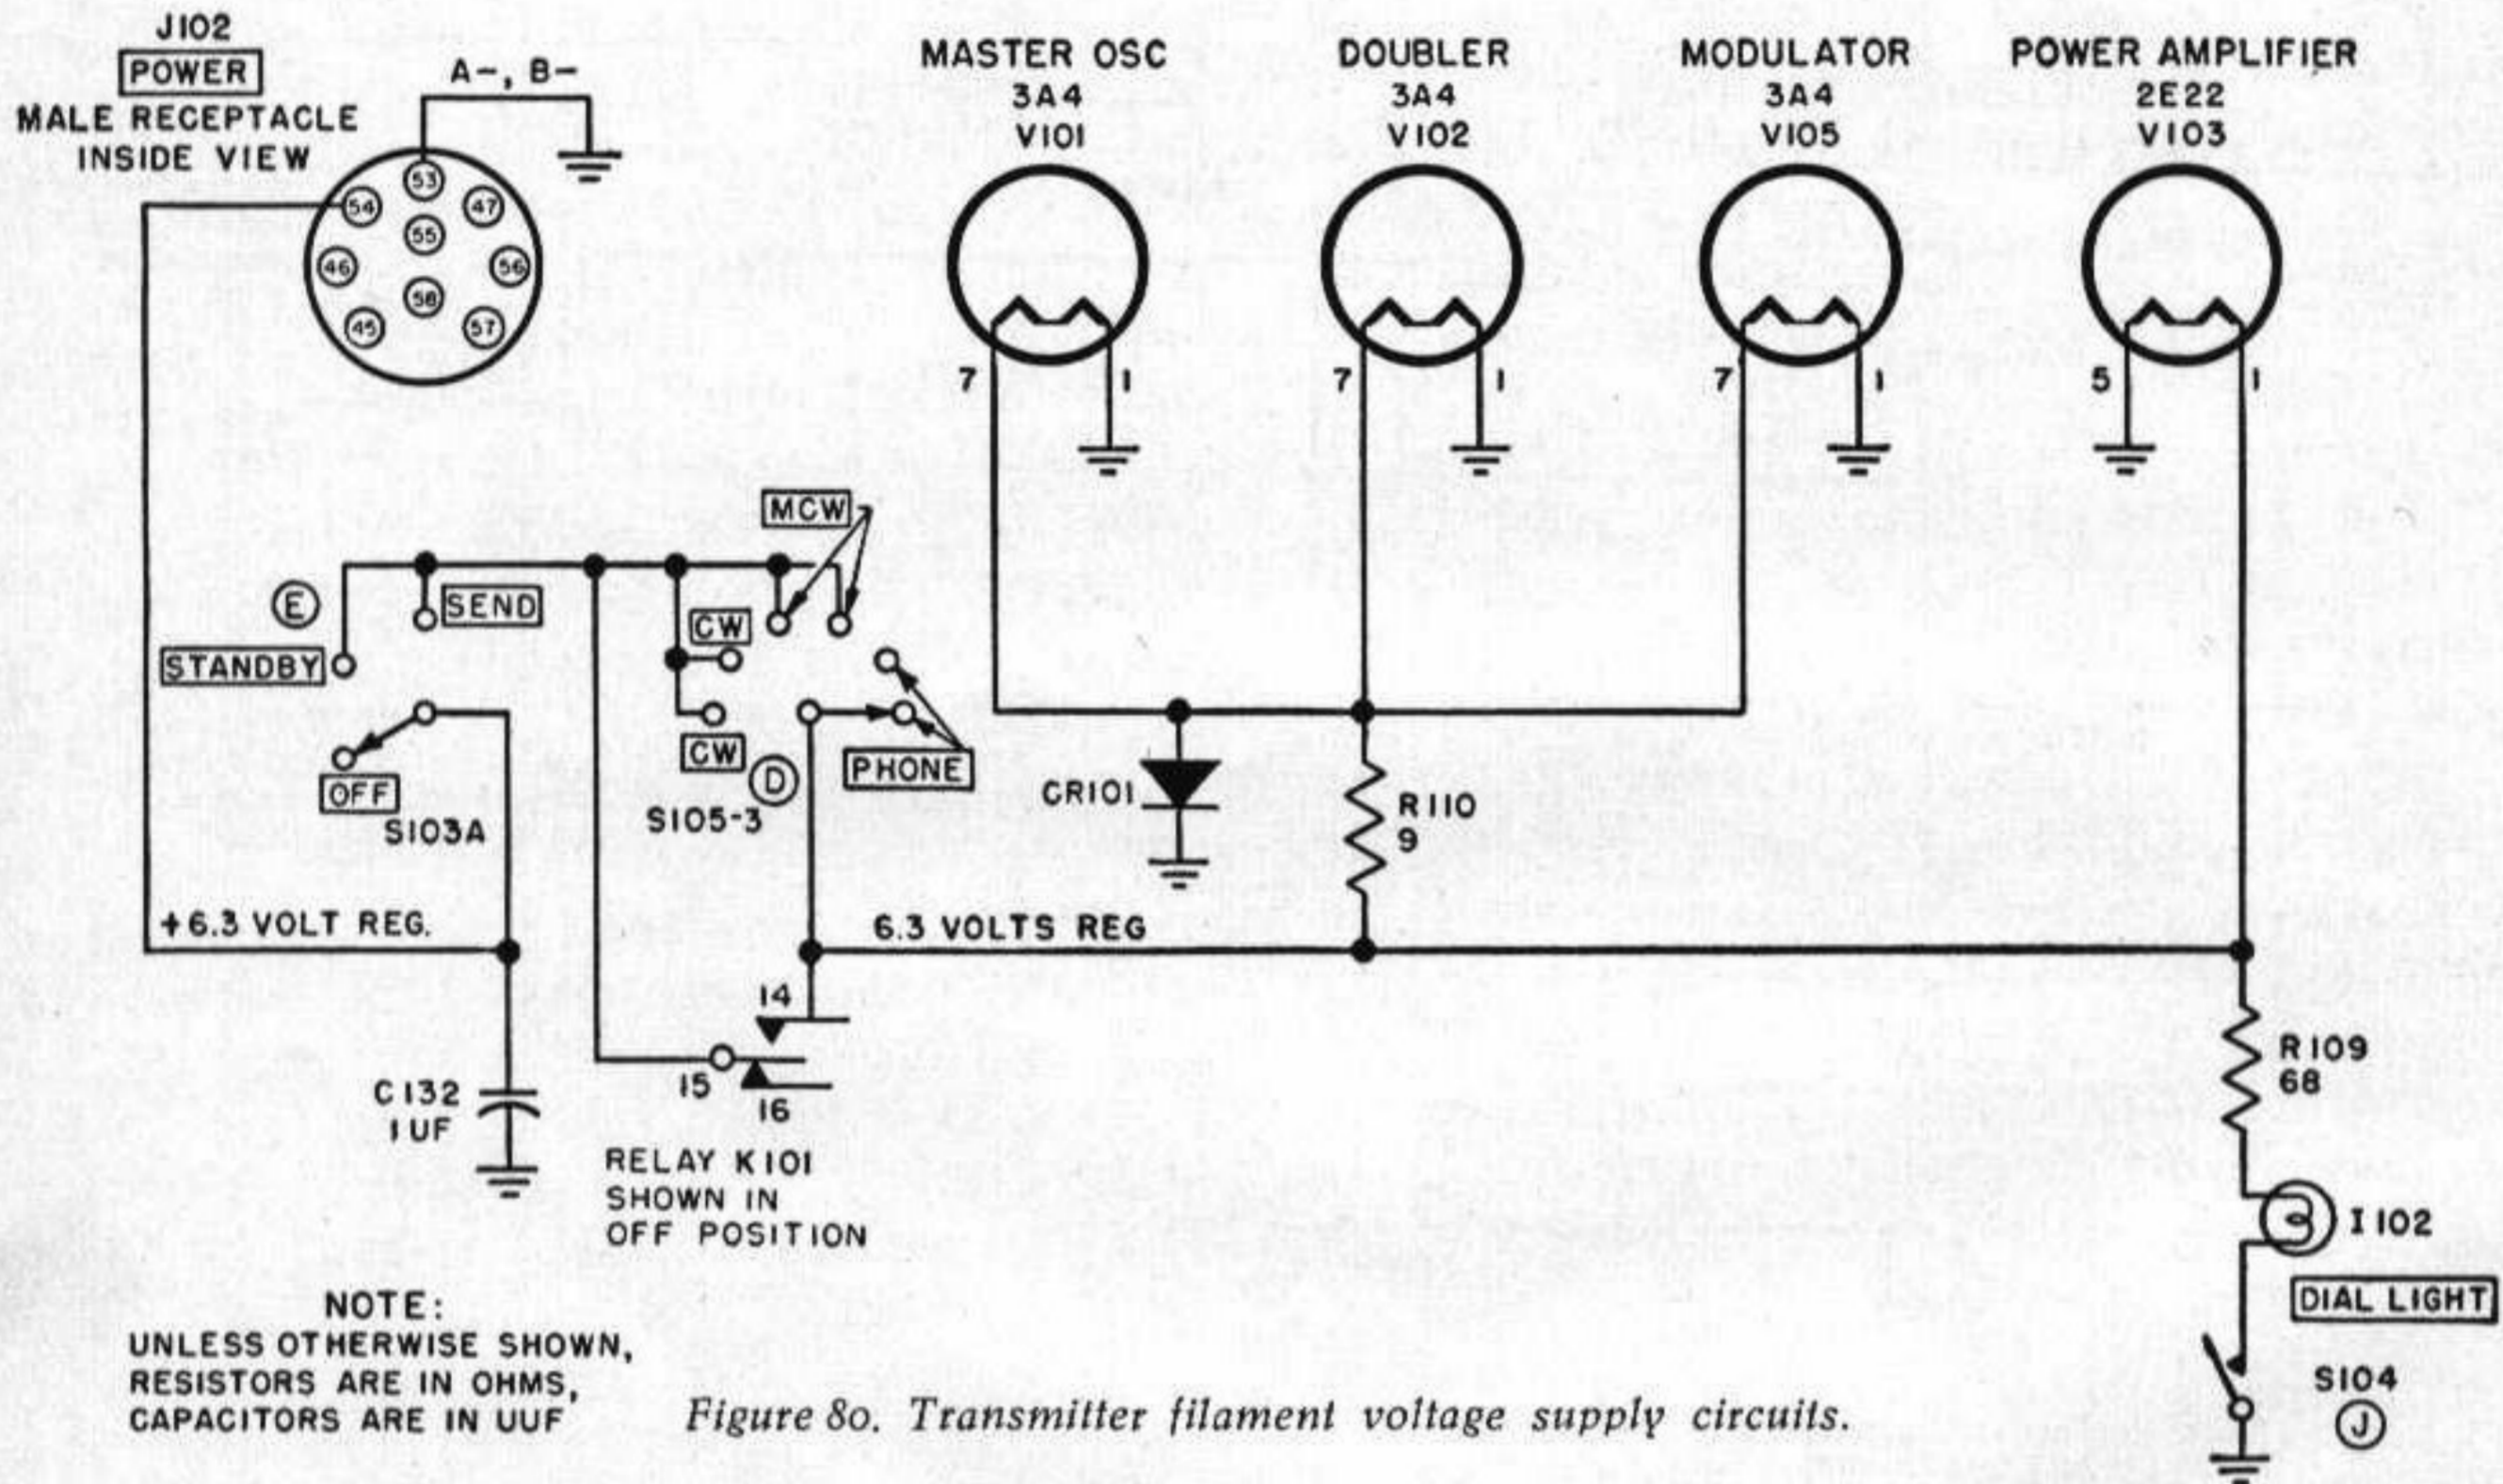 J102
POWER
MALE RECEPTACLE
INSIDE VIEW
A-, B-
53
54
47
55
46
56
58
45
57
MASTER OSC
3A4
V101
DOUBLER
3A4
V102
MODULATOR
3A4
V105
POWER AMPLIFIER
2E22
V103
7
1
7
1
7
1
5
1
MCW
E
SEND
CW
STANDBY
CW
D
PHONE
OFF
S103A
S105-3
CR101
R110
9
+6.3 VOLT REG.
6.3 VOLTS REG
14
15
16
C132
1UF
RELAY K101
SHOWN IN
OFF POSITION
R109
68
I102
DIAL LIGHT
S104
J
NOTE:
UNLESS OTHERWISE SHOWN,
RESISTORS ARE IN OHMS,
CAPACITORS ARE IN UUF
Figure 80. Transmitter filament voltage supply circuits.